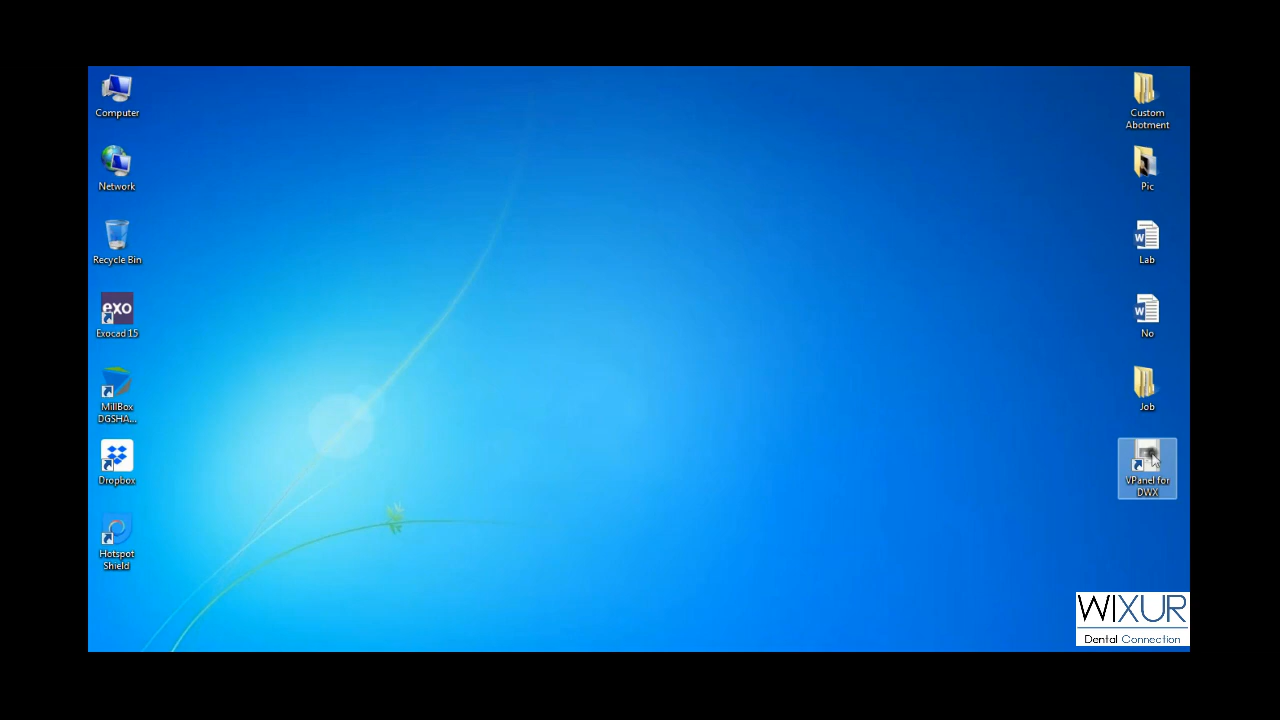 Computer
Network
Recycle Bin
exo
Exocad 15
MillBox
DGSHA...
Dropbox
Hotspot
Shield
Custom
Abotment
Pic
W
Lab
W
No
Job
VPanel for
DWX
WIXUR
Dental Connection